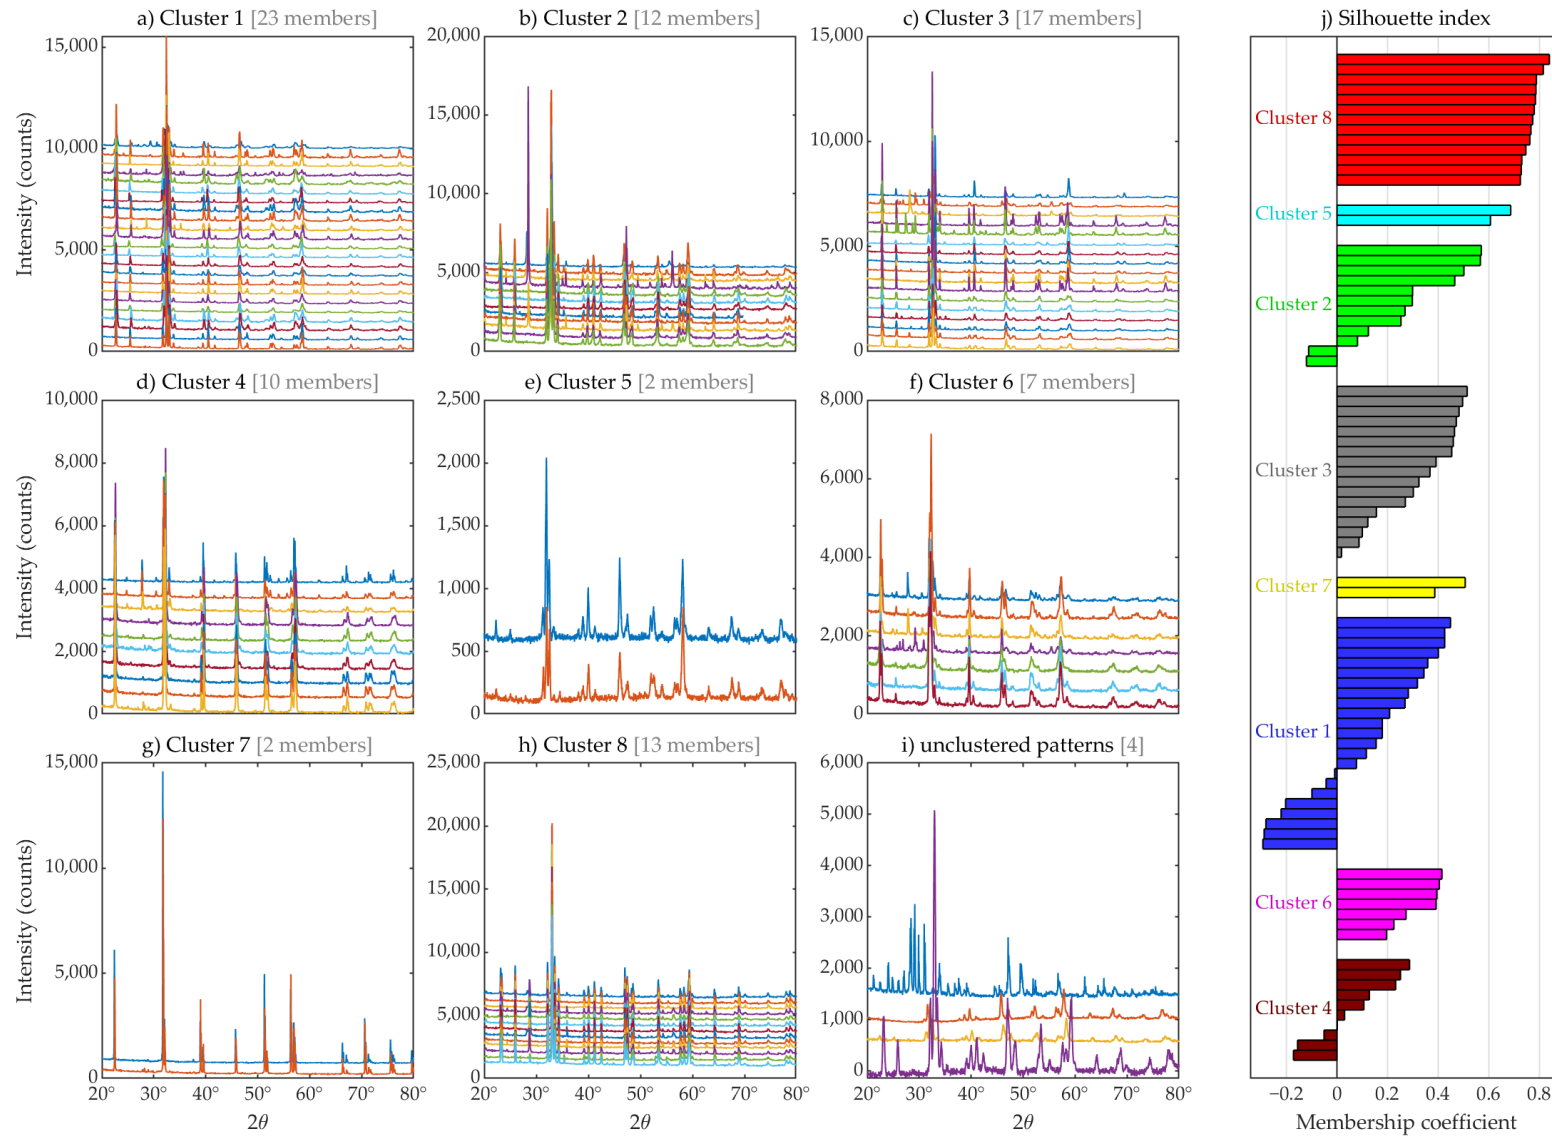 a) Cluster 1 [23 members]
15,000
10,000
5,000
0
Intensity (counts)
b) Cluster 2 [12 members]
20,000
15,000
10,000
5,000
0
c) Cluster 3 [17 members]
15,000
10,000
5,000
0
d) Cluster 4 [10 members]
10,000
8,000
6,000
4,000
2,000
0
Intensity (counts)
e) Cluster 5 [2 members]
2,500
2,000
1,500
1,000
500
0
f) Cluster 6 [7 members]
8,000
6,000
4,000
2,000
0
g) Cluster 7 [2 members]
15,000
10,000
5,000
0
Intensity (counts)
20° 30° 40° 50° 60° 70° 80°
2θ
h) Cluster 8 [13 members]
25,000
20,000
15,000
10,000
5,000
0
20° 30° 40° 50° 60° 70° 80°
2θ
i) unclustered patterns [4]
6,000
5,000
4,000
3,000
2,000
1,000
0
20° 30° 40° 50° 60° 70° 80°
2θ
j) Silhouette index
Cluster 8
Cluster 5
Cluster 2
Cluster 3
Cluster 7
Cluster 1
Cluster 6
Cluster 4
−0.2 0 0.2 0.4 0.6 0.8
Membership coefficient